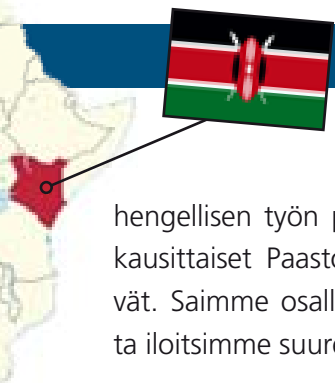 hengellisen työn p
kausittaiset Paasto
vät. Saimme osall
ta iloitsimme suure